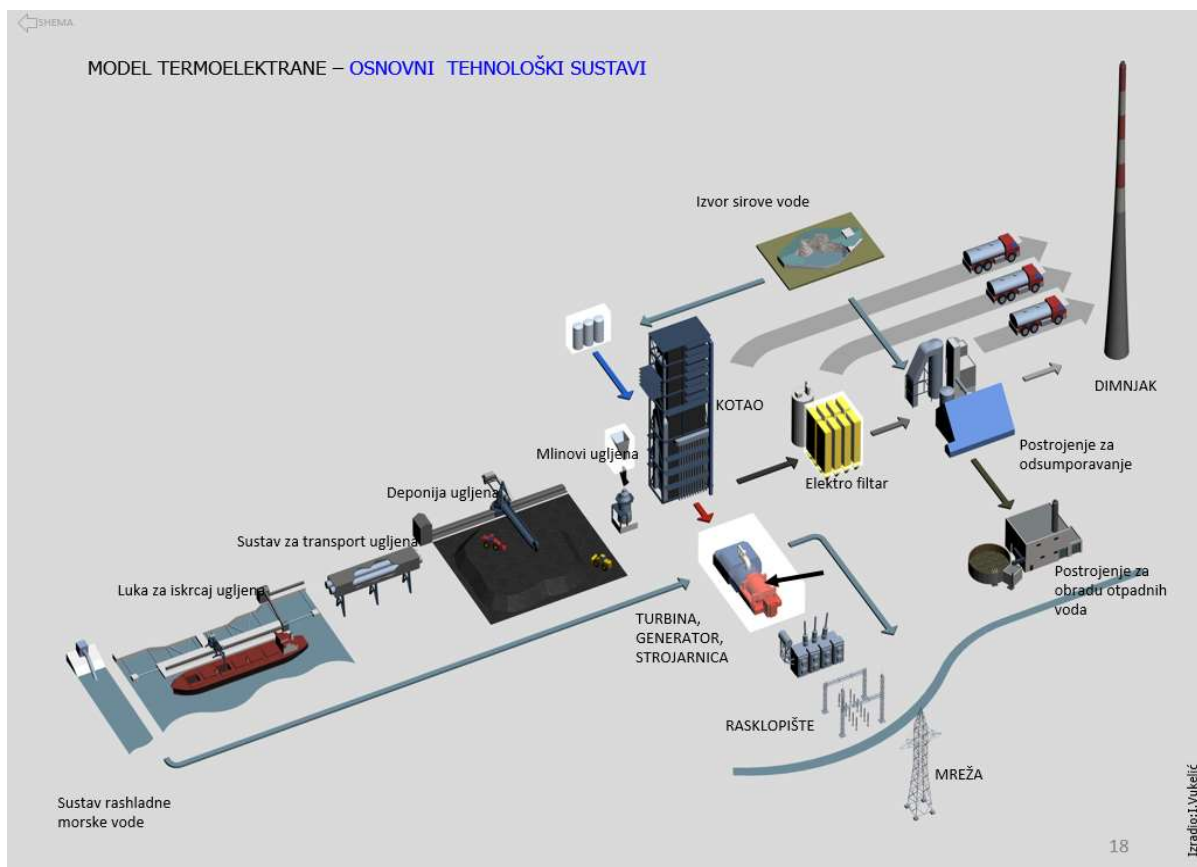 SHEMA
MODEL TERMOELEKTRANE – OSNOVNI TEHNOLOŠKI SUSTAVI
Izvor sirove vode
KOTAO
DIMNJAK
Mlinovi ugljena
Postrojenje za
odsumporavanje
Elektro filtar
Deponija ugljena
Sustav za transport ugljena
Luka za iskrcaj ugljena
Postrojenje za
obradu otpadnih
voda
TURBINA,
GENERATOR,
STROJARNICA
RASKLOPIŠTE
MREŽA
Sustav rashladne
morske vode
18
Izradio:I.Vukelić